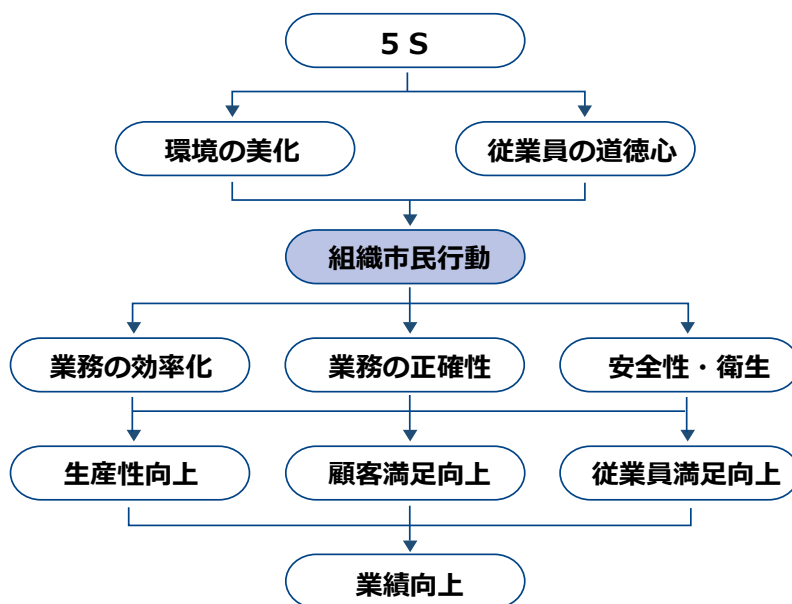 5 S
環境の美化
従業員の道徳心
組織市民行動
業務の効率化
業務の正確性
安全性・衛生
生産性向上
顧客満足向上
従業員満足向上
業績向上